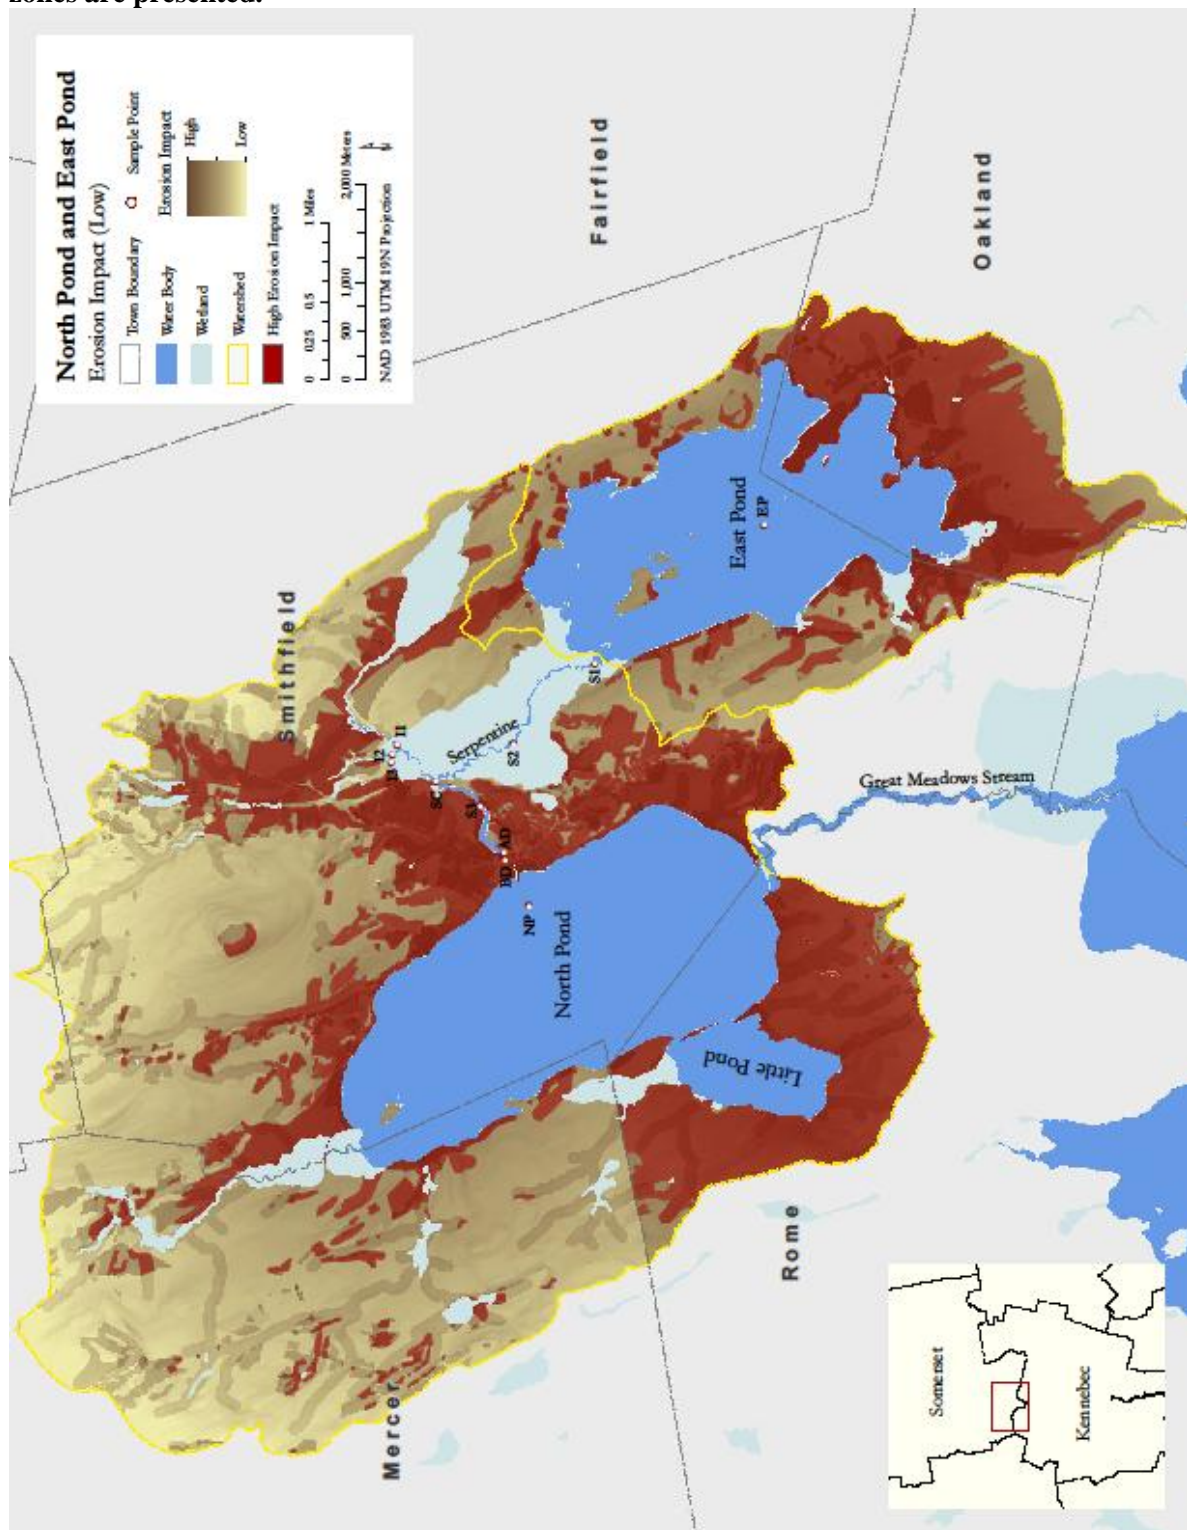 zones are presented.
North Pond and East Pond
Erosion Impact (Low)
Town Boundary
Sample Point
Water Body
Erosion Impact
High
Low
Wetland
Watershed
High Erosion Impact
0 0.25 0.5 1 Miles
0 500 1,000 2,000 Meters
NAD 1983 UTM 19N Projection
N
Fairfield
Oakland
Smithfield
East Pond
EP
S1
Serpentine
S2
I1
I2
I3
SC
S3
AD
BD
NP
North Pond
Little Pond
Great Meadows Stream
Rome
Mercer
Somerset
Kennebec